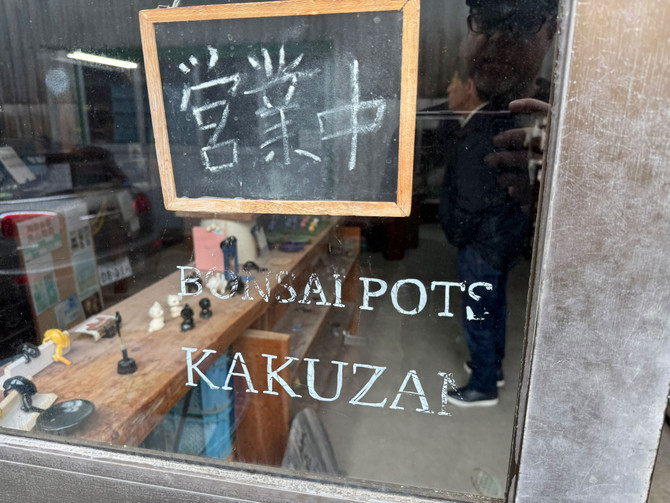 営業中
BONSAI POTS
KAKUZAN